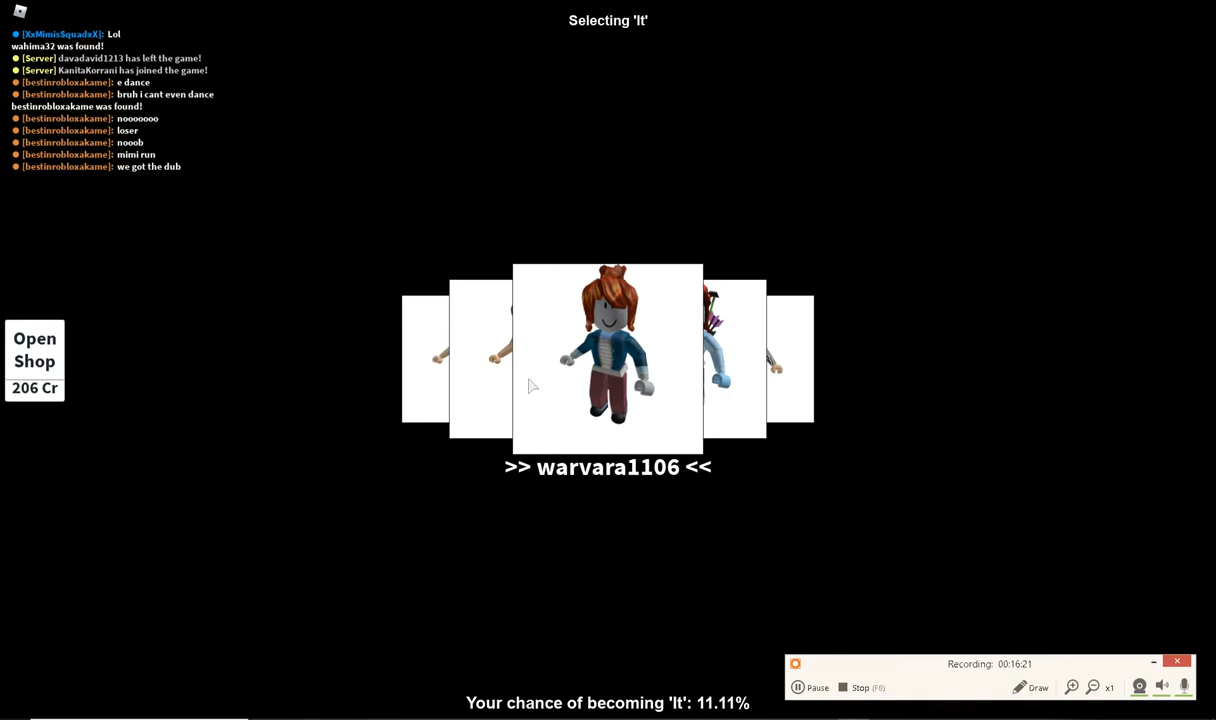 Selecting 'It'
[XxMimisSquadxX]: Lol
wahima32 was found!
[Server] davadavid1213 has left the game!
[Server] KanitaKorrani has joined the game!
[bestinrobloxakame]: e dance
[bestinrobloxakame]: bruh i cant even dance
bestinrobloxakame was found!
[bestinrobloxakame]: nooooooo
[bestinrobloxakame]: loser
[bestinrobloxakame]: nooob
[bestinrobloxakame]: mimi run
[bestinrobloxakame]: we got the dub
Open
Shop
206 Cr
>> warvara1106 <<
Recording: 00:16:21
Pause Stop (F8) Draw x1
Your chance of becoming 'It': 11.11%